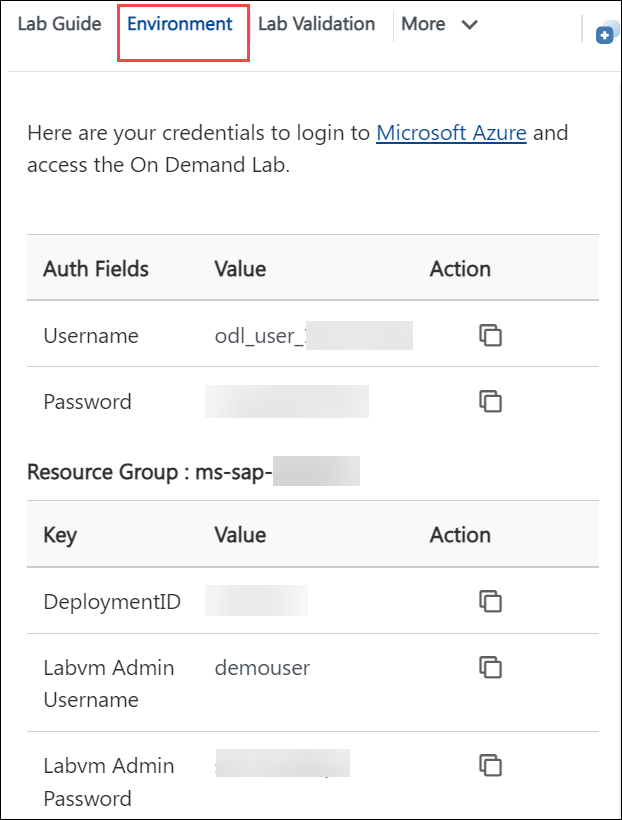 Lab Guide Environment Lab Validation More
Here are your credentials to login to Microsoft Azure and
access the On Demand Lab.
Auth Fields Value Action
Username odl_user_
Password
Resource Group : ms-sap-
Key Value Action
DeploymentID
Labvm Admin demouser
Username
Labvm Admin
Password